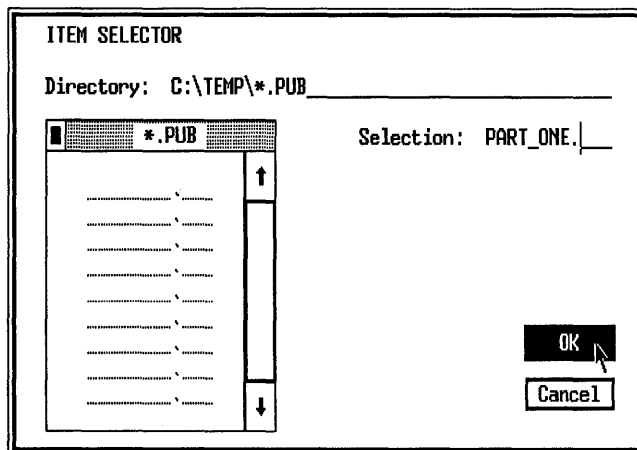 ITEM SELECTOR
Directory: C:\TEMP\*.PUB
*.PUB
Selection: PART_ONE.
OK
Cancel